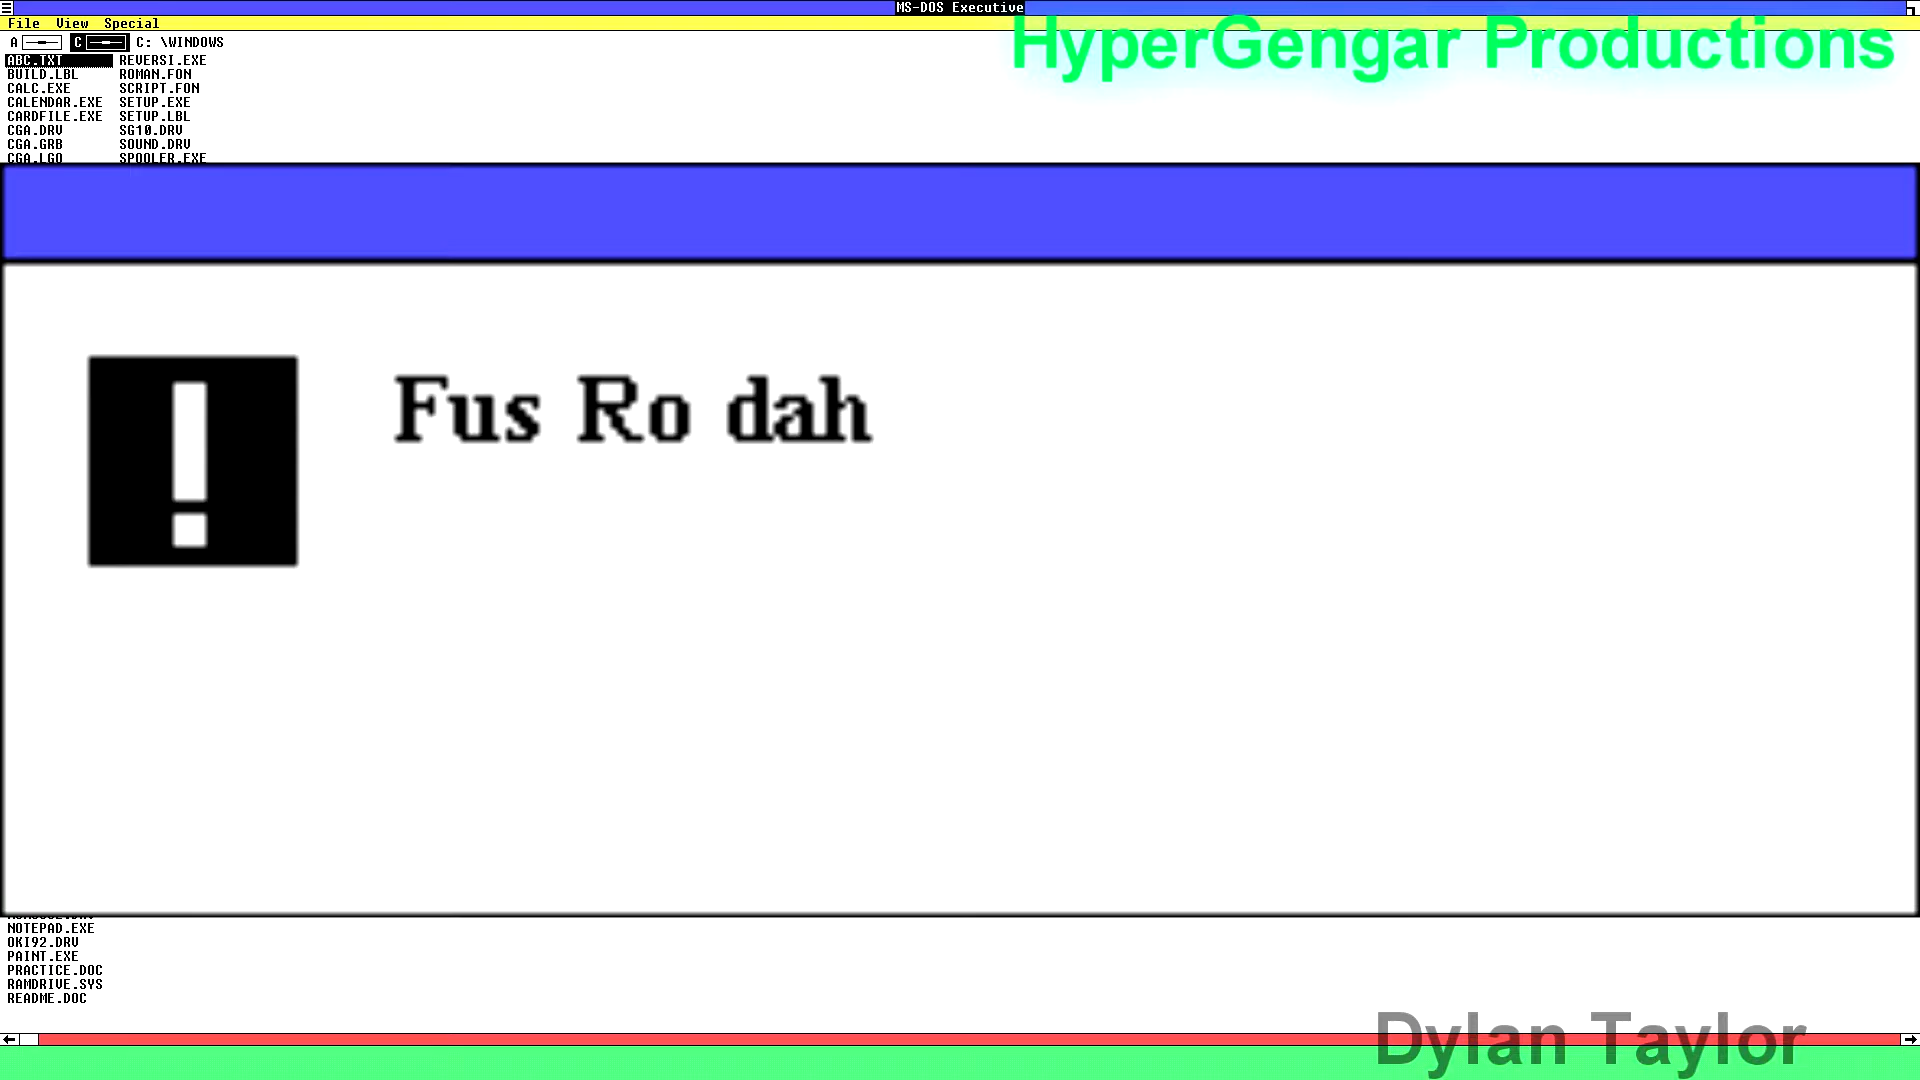 MS-DOS Executive
File View Special
HyperGengar Productions
A C C: \WINDOWS
ABC.TXT REVERSI.EXE
BUILD.LBL ROMAN.FON
CALC.EXE SCRIPT.FON
CALENDAR.EXE SETUP.EXE
CARDFILE.EXE SETUP.LBL
CGA.DRV SG10.DRV
CGA.GRB SOUND.DRV
CGA.LGO SPOOLER.EXE
Fus Ro dah
NOTEPAD.EXE
OKI92.DRV
PAINT.EXE
PRACTICE.DOC
RAMDRIVE.SYS
README.DOC
Dylan Taylor